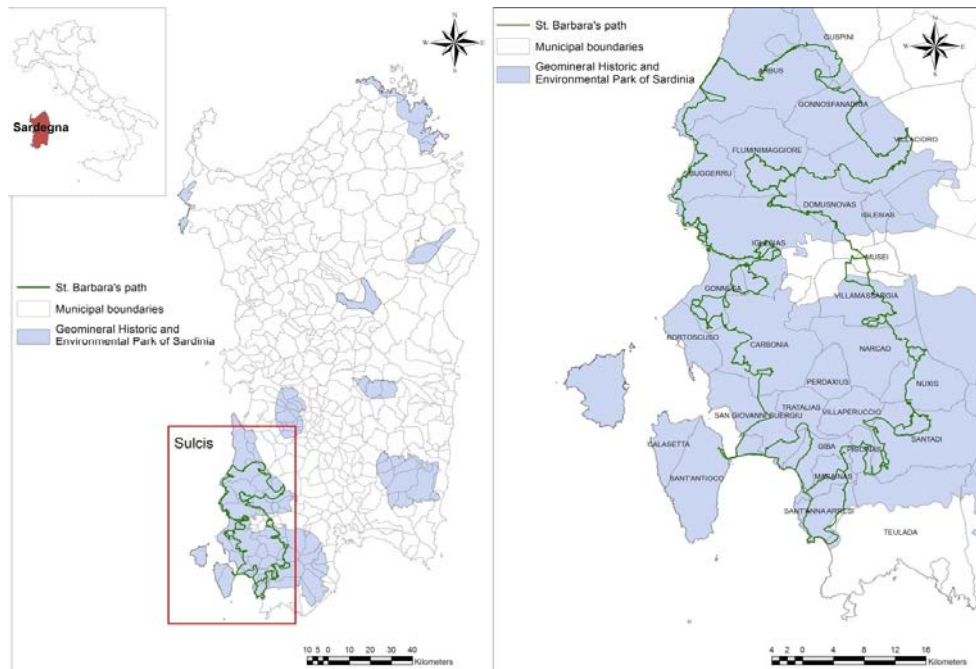 Sardegna
N
W E
S
St. Barbara's path
Municipal boundaries
Geomineral Historic and
Environmental Park of Sardinia
Sulcis
10 5 0 10 20 30 40
Kilometers
St. Barbara's path
Municipal boundaries
Geomineral Historic and
Environmental Park of Sardinia
N
W E
S
GUSPINI
ARBUS
GONNOSFANADIGA
VILLACIDRO
FLUMINIMAGGIORE
BUGGERRU
DOMUSNOVAS
IGLESIAS
IGLESIAS
MUSEI
GONNESA
VILLAMASSARGIA
PORTOSCUSO
CARBONIA
NARCAO
PERDAXIUS
NUXIS
SAN GIOVANNI SUERGIU
TRATALIAS
VILLAPERUCCIO
CALASETTA
GIBA
PISCINAS
SANTADI
SANT'ANTIOCO
MASAINAS
SANT'ANNA ARRESI
TEULADA
4 2 0 4 8 12 16
Kilometers